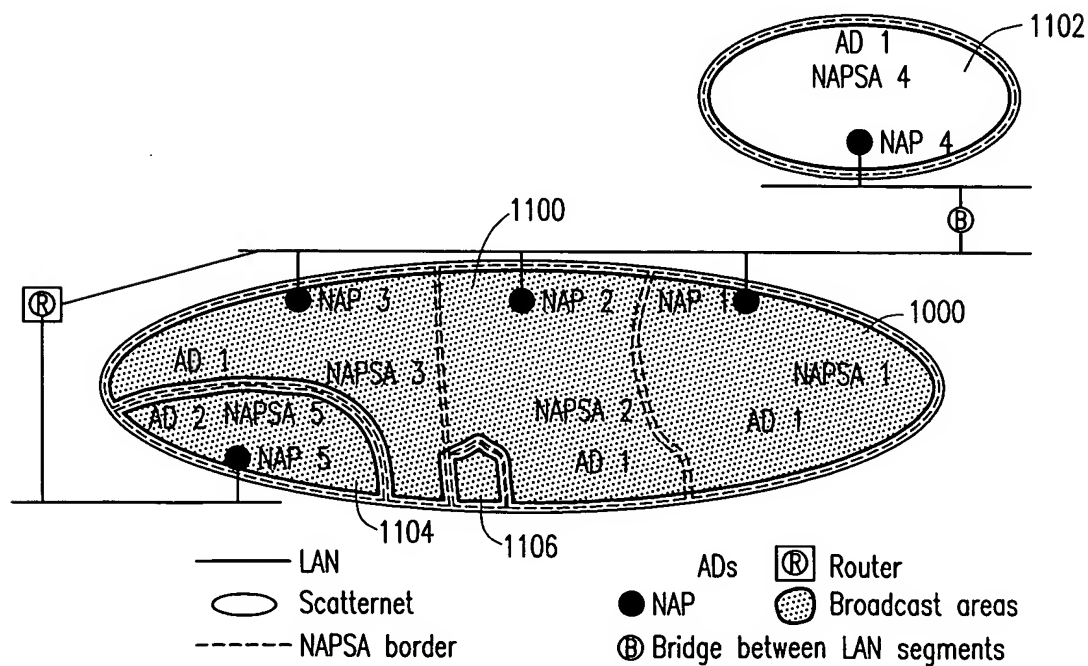 1102
AD 1
NAPSA 4
NAP 4
B
1100
R
NAP 3
NAP 2
NAP 1
1000
AD 1
NAPSA 3
NAPSA 1
AD 2
NAPSA 5
NAPSA 2
AD 1
NAP 5
AD 1
1104
1106
LAN
ADs
R Router
Scatternet
NAP
Broadcast areas
NAPSA border
B Bridge between LAN segments